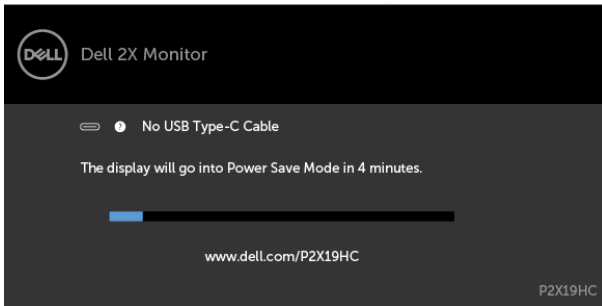 DELL
Dell 2X Monitor
? No USB Type-C Cable
The display will go into Power Save Mode in 4 minutes.
www.dell.com/P2X19HC
P2X19HC